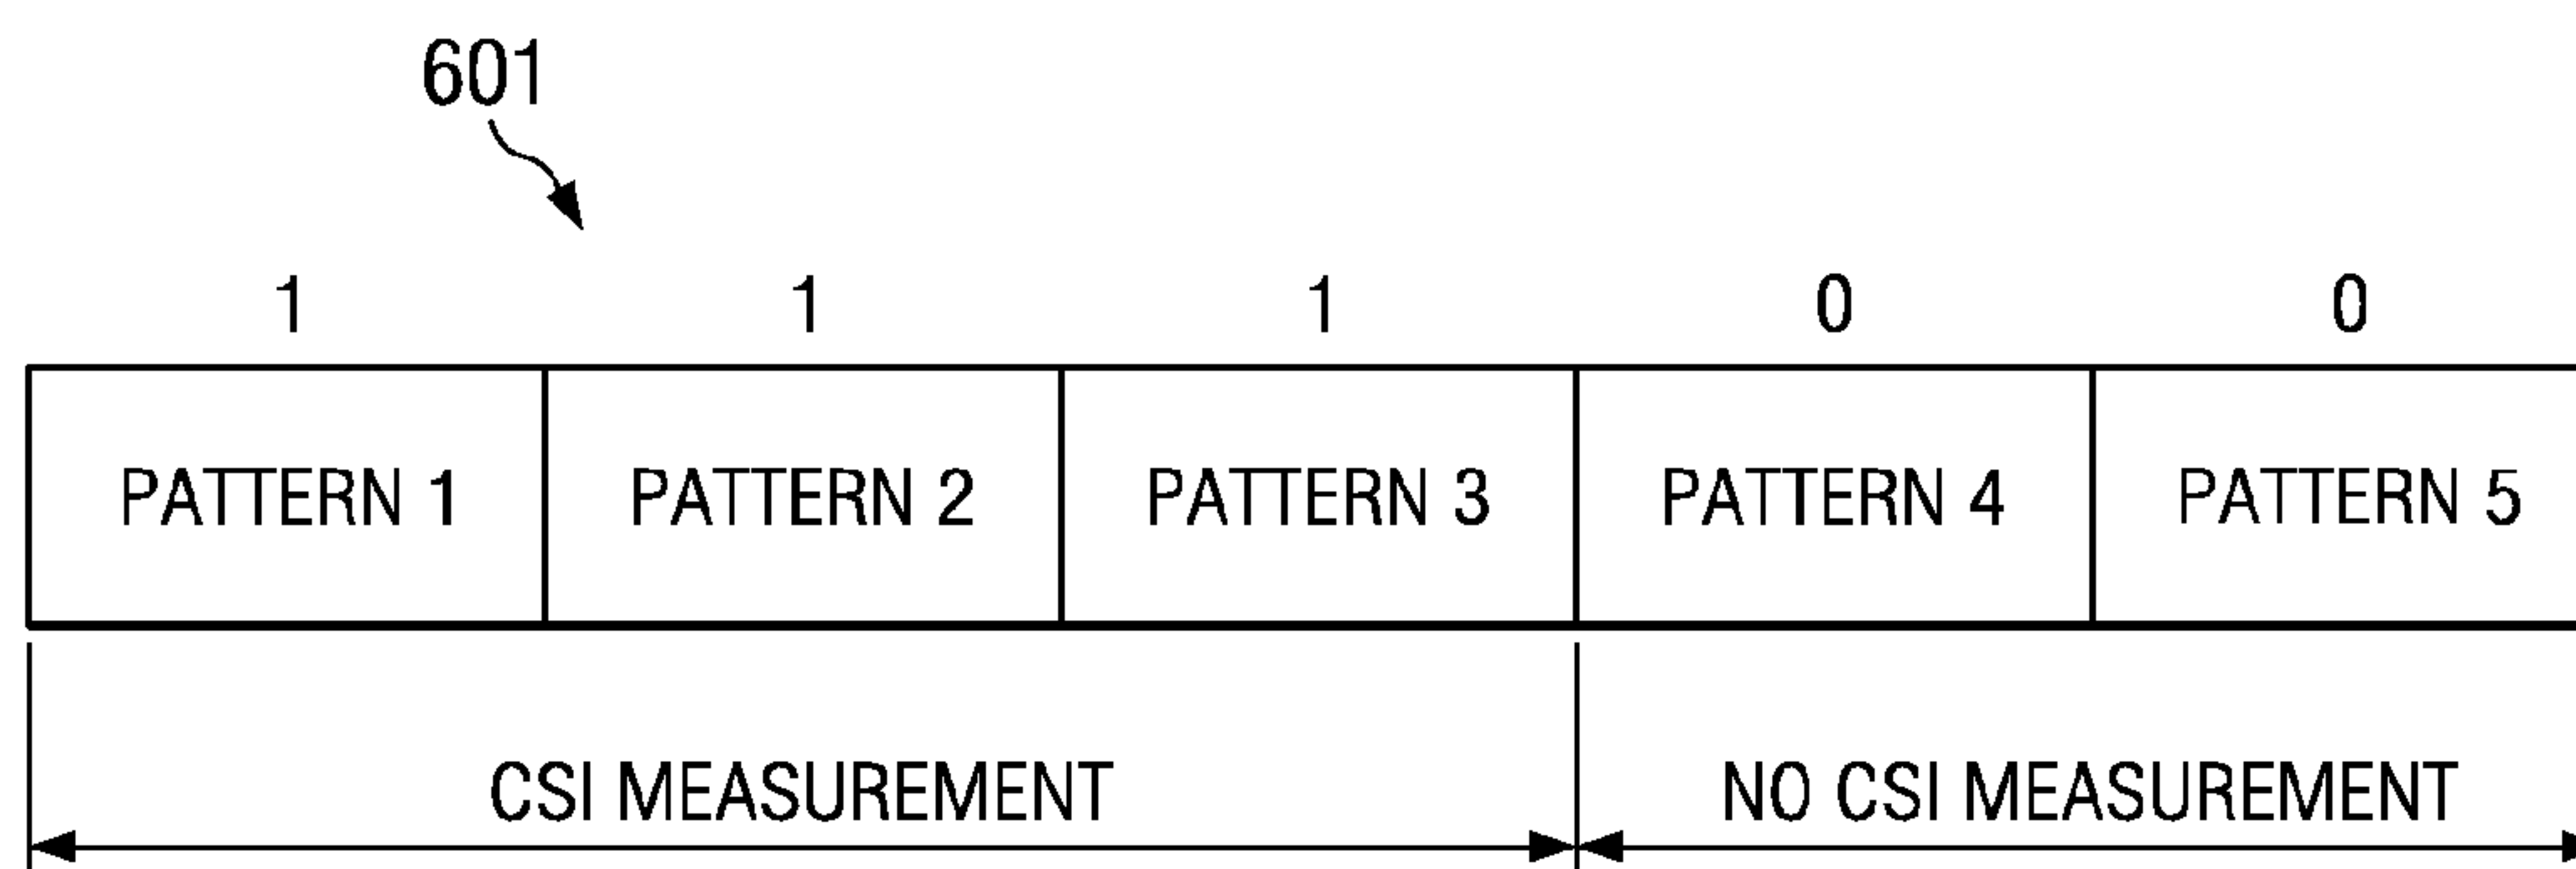 601
1 1 1 0 0
PATTERN 1 PATTERN 2 PATTERN 3 PATTERN 4 PATTERN 5
CSI MEASUREMENT NO CSI MEASUREMENT